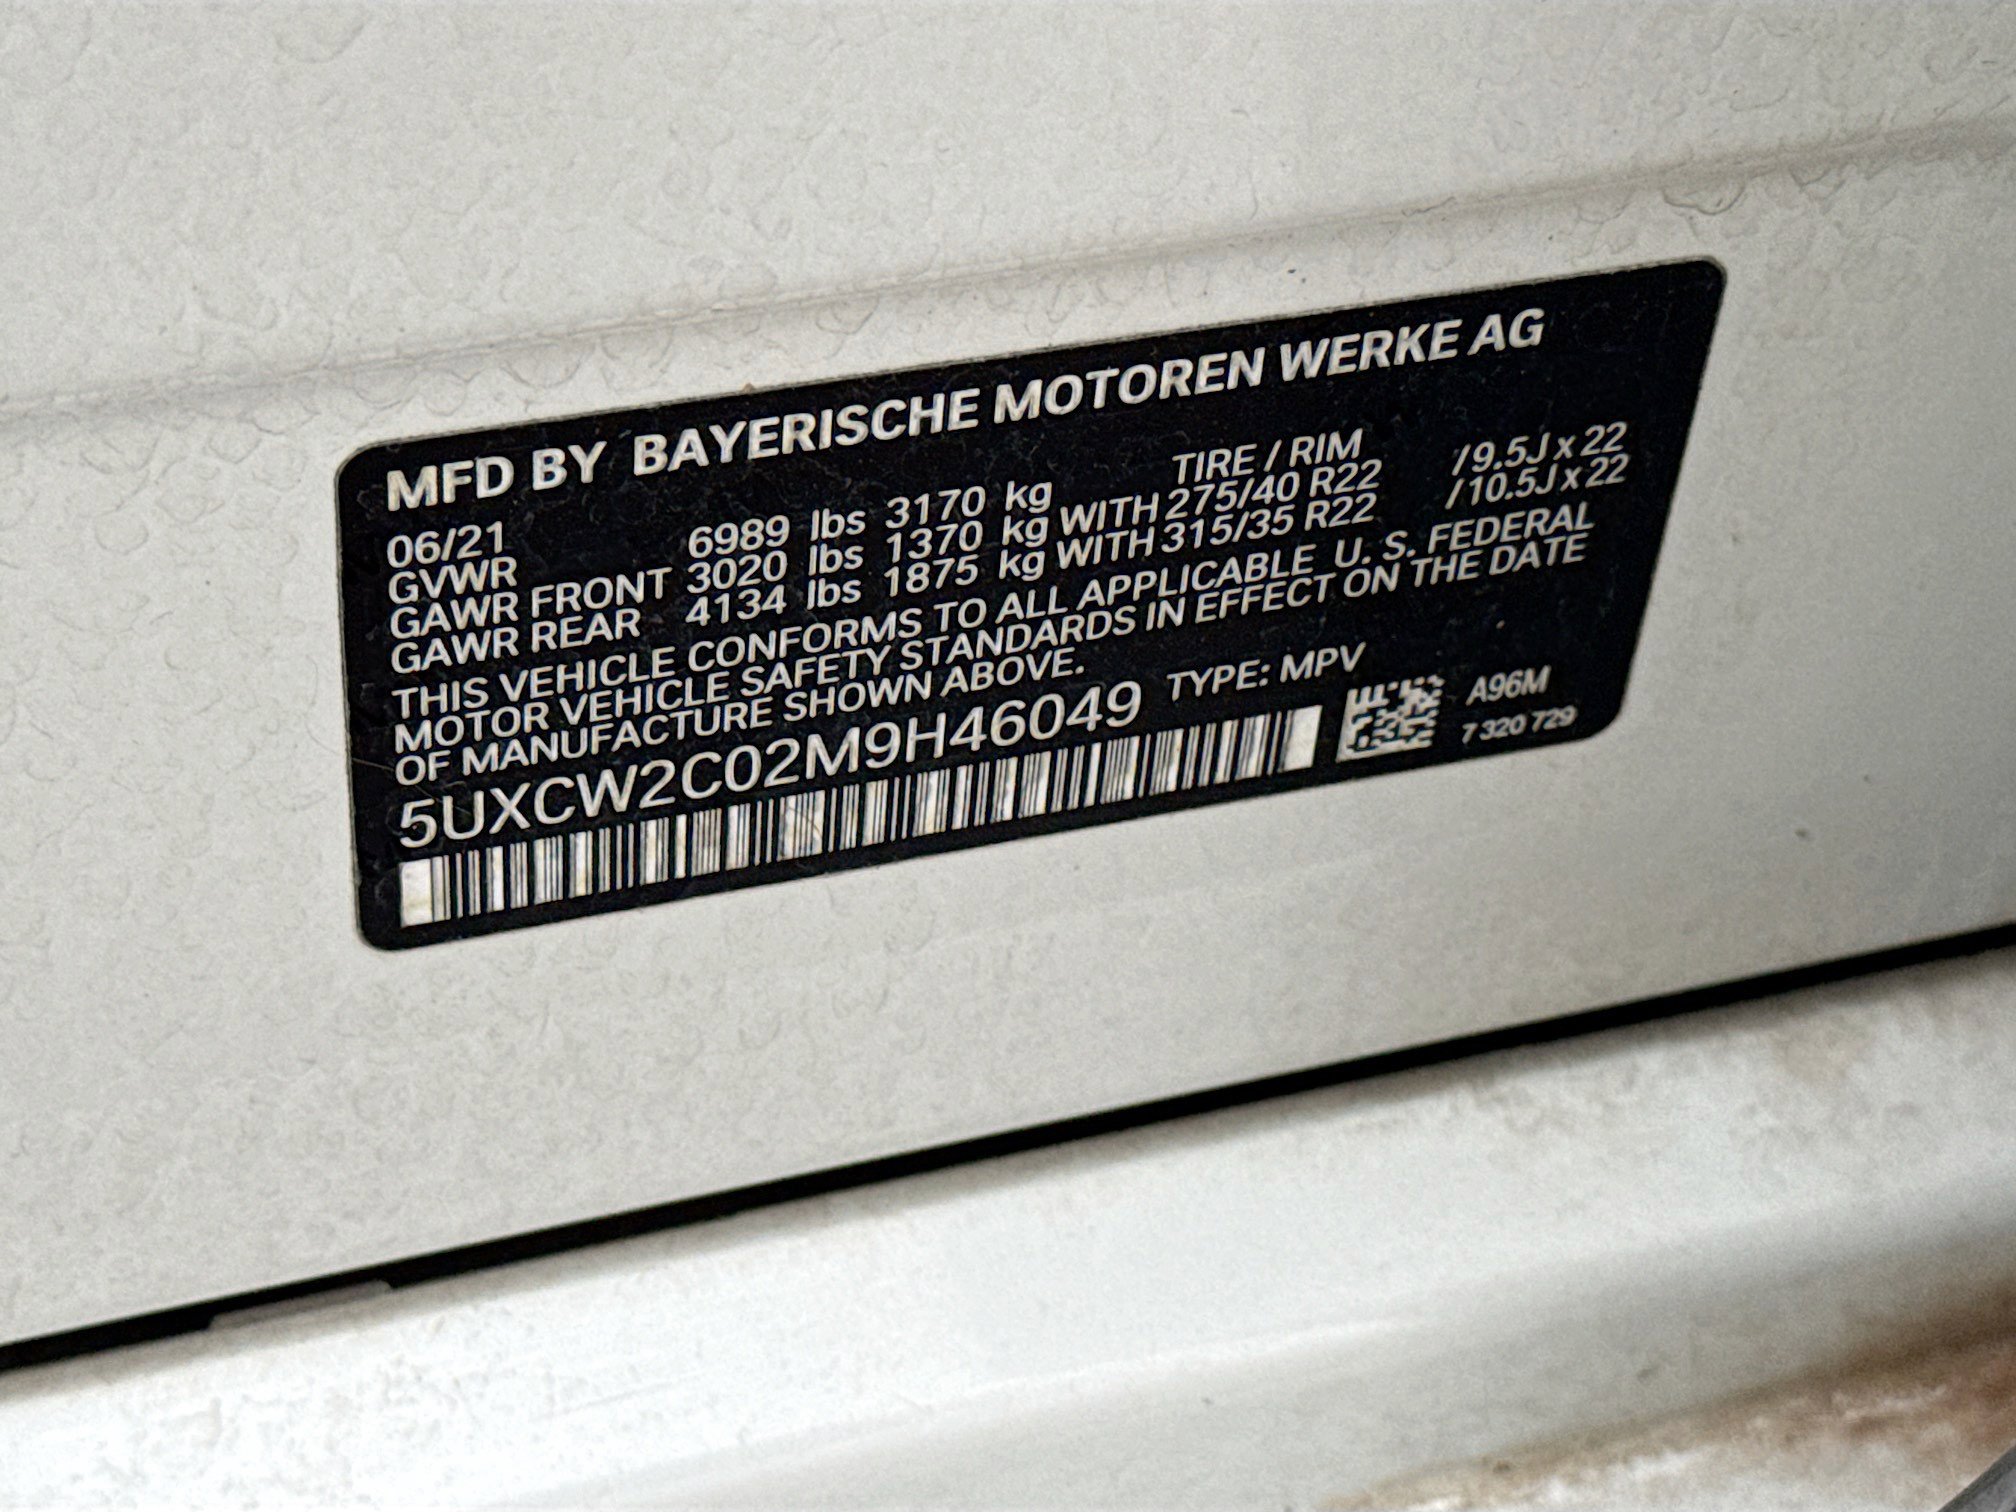 MFD BY BAYERISCHE MOTOREN WERKE AG
06/21 TIRE / RIM
GVWR 6989 lbs 3170 kg
GAWR FRONT 3020 lbs 1370 kg WITH 275/40 R22 /9.5J x 22
GAWR REAR 4134 lbs 1875 kg WITH 315/35 R22 /10.5J x 22
THIS VEHICLE CONFORMS TO ALL APPLICABLE U. S. FEDERAL
MOTOR VEHICLE SAFETY STANDARDS IN EFFECT ON THE DATE
OF MANUFACTURE SHOWN ABOVE.
5UXCW2C02M9H46049 TYPE: MPV
A96M
7 320 729